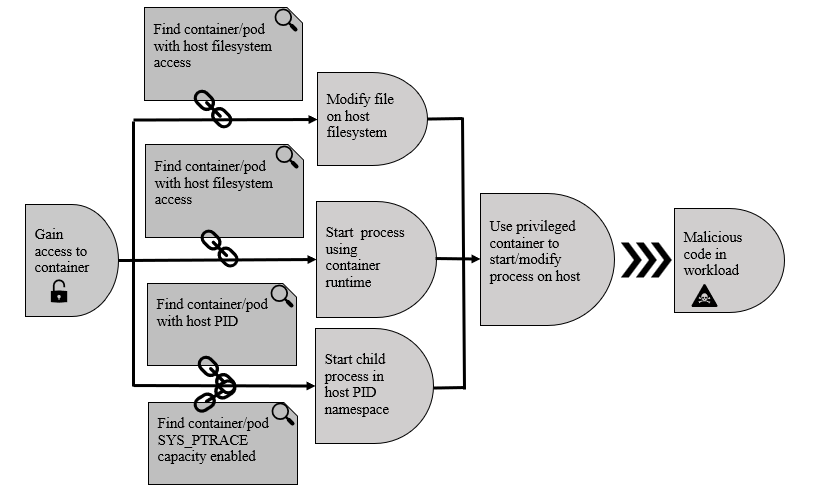 Find container/pod
with host filesystem
access
Modify file
on host
filesystem
Find container/pod
with host filesystem
access
Gain
access to
container
Start process
using
container
runtime
Use privileged
container to
start/modify
process on host
Malicious
code in
workload
Find container/pod
with host PID
Start child
process in
host PID
namespace
Find container/pod
SYS_PTRACE
capacity enabled